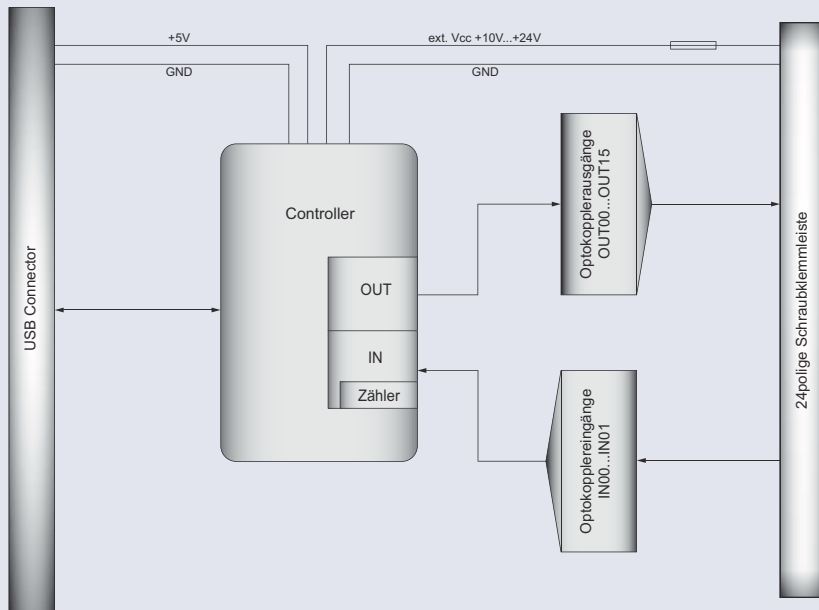 +5V
ext. Vcc +10V...+24V
GND
GND
Controller
OUT
IN
Zähler
USB Connector
Optokopplerausgänge
OUT00...OUT15
Optokopplereingänge
IN00...IN01
24polige Schraubklemmleiste